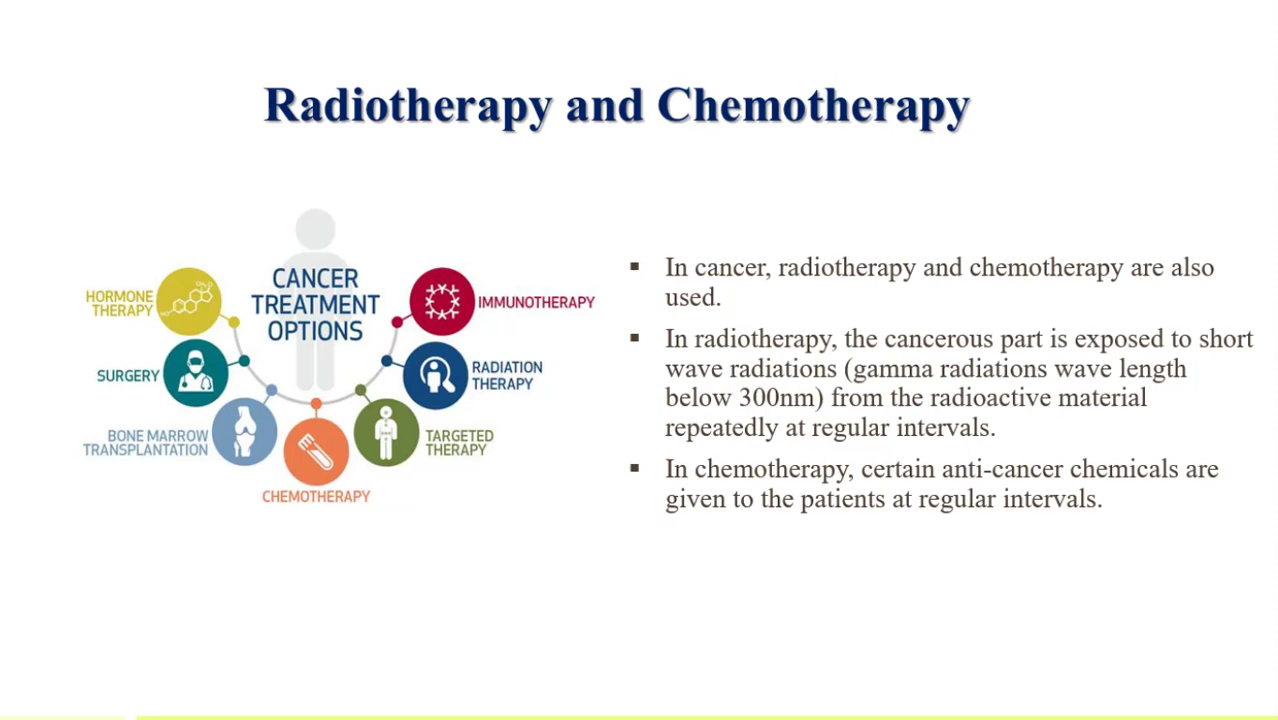 Radiotherapy and Chemotherapy
CANCER
TREATMENT
OPTIONS
HORMONE
THERAPY
SURGERY
BONE MARROW
TRANSPLANTATION
CHEMOTHERAPY
TARGETED
THERAPY
RADIATION
THERAPY
IMMUNOTHERAPY
▪ In cancer, radiotherapy and chemotherapy are also
used.
▪ In radiotherapy, the cancerous part is exposed to short
wave radiations (gamma radiations wave length
below 300nm) from the radioactive material
repeatedly at regular intervals.
▪ In chemotherapy, certain anti-cancer chemicals are
given to the patients at regular intervals.